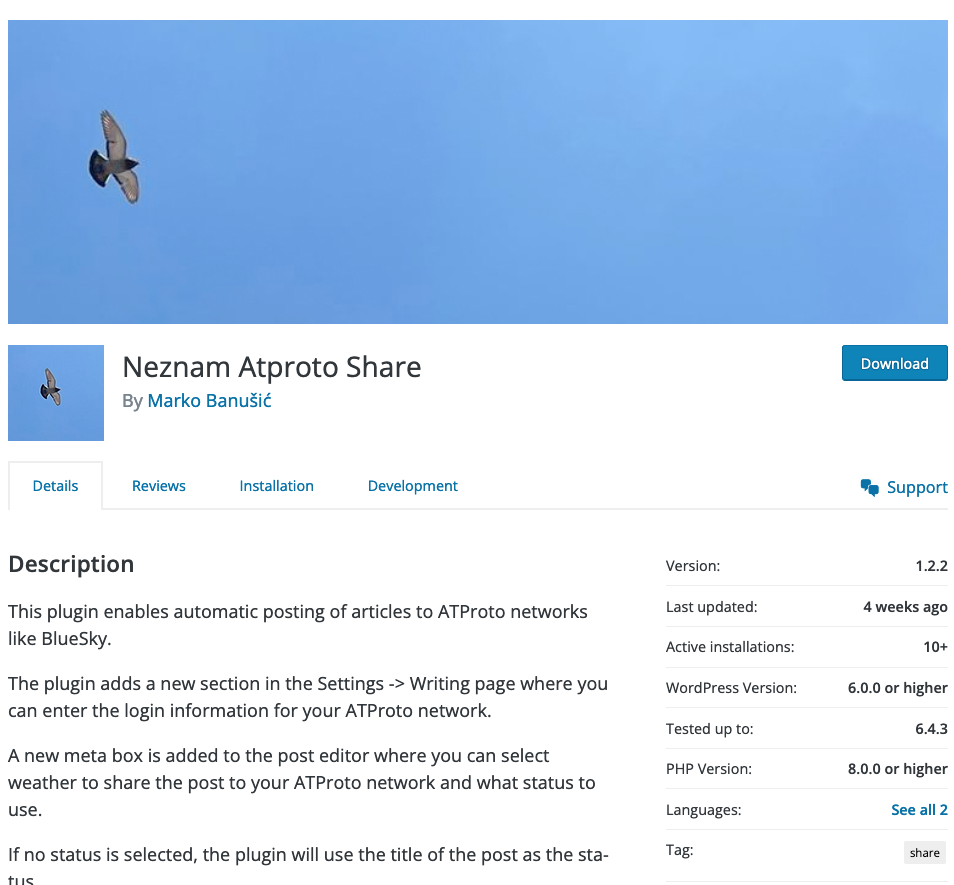 Neznam Atproto Share
Download
By Marko Banušić
Details
Reviews
Installation
Development
Support
Description
This plugin enables automatic posting of articles to ATProto networks
like BlueSky.
The plugin adds a new section in the Settings -> Writing page where you
can enter the login information for your ATProto network.
A new meta box is added to the post editor where you can select
weather to share the post to your ATProto network and what status to
use.
If no status is selected, the plugin will use the title of the post as the sta-
tus.
Version: 1.2.2
Last updated: 4 weeks ago
Active installations: 10+
WordPress Version: 6.0.0 or higher
Tested up to: 6.4.3
PHP Version: 8.0.0 or higher
Languages: See all 2
Tag: share